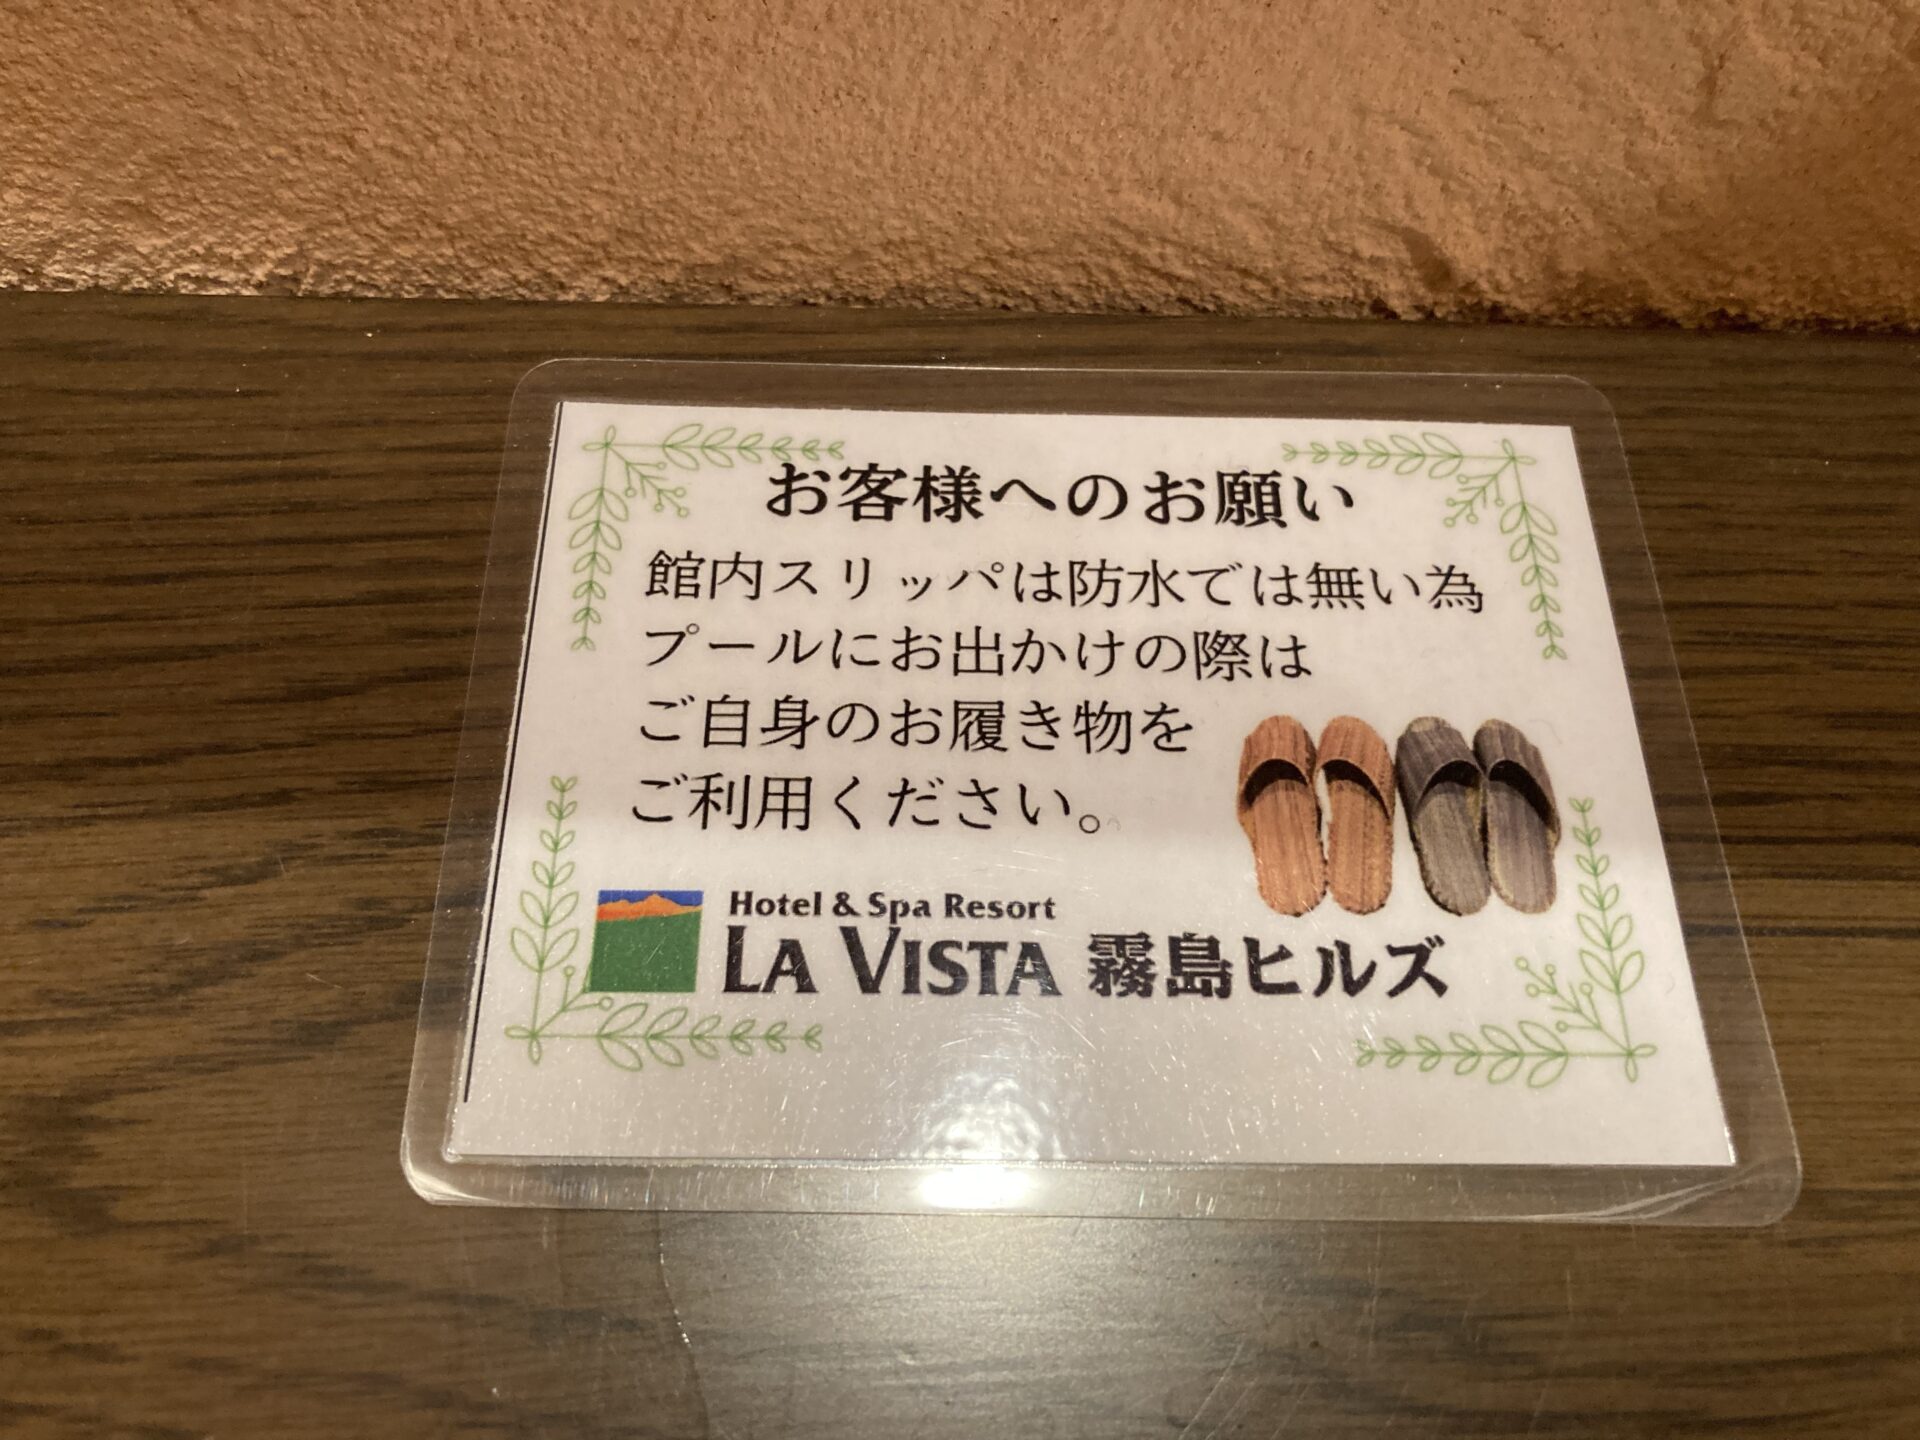 お客様へのお願い
館内スリッパは防水では無い為
プールにお出かけの際は
ご自身のお履き物を
ご利用ください。
Hotel & Spa Resort
LA VISTA 霧島ヒルズ